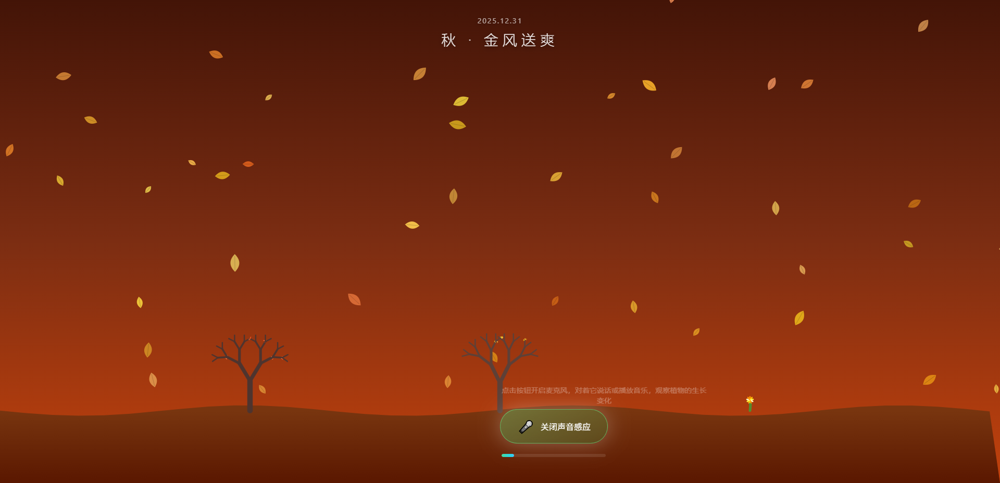 2025.12.31
秋 · 金风送爽
点击按钮开启麦克风，对着它说话或播放音乐，观察植物的生长
变化
关闭声音感应